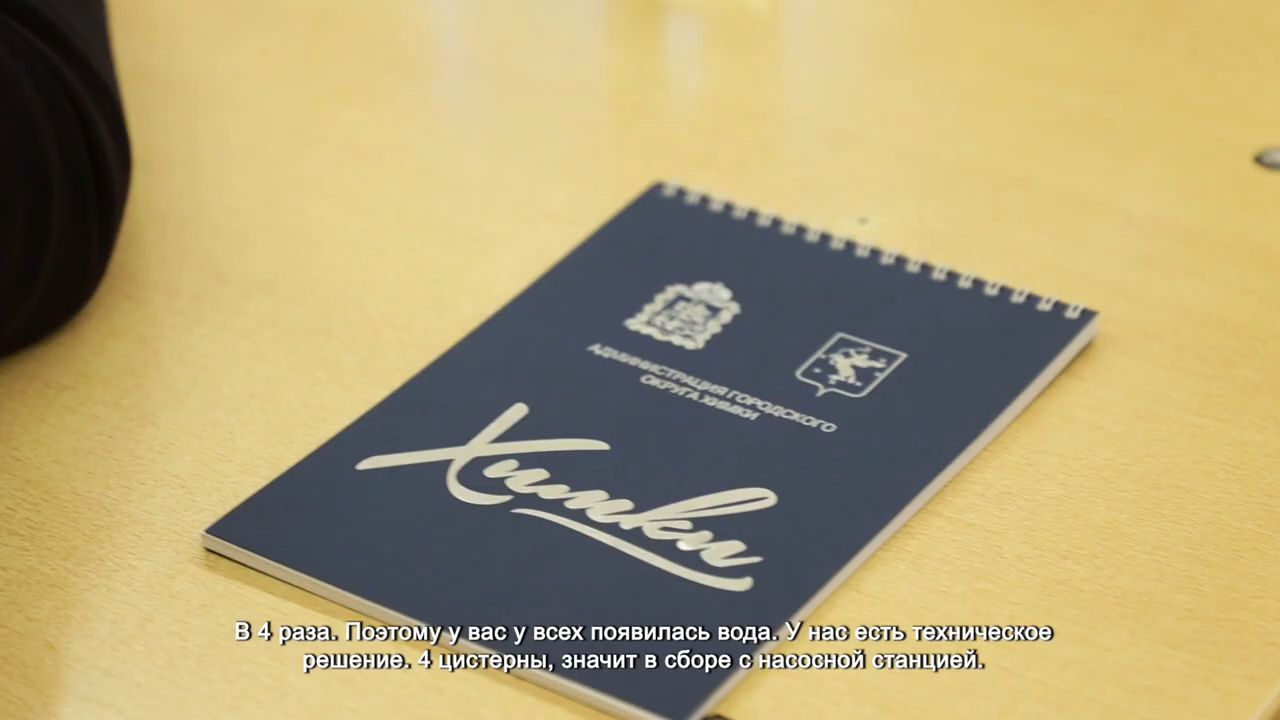 АДМИНИСТРАЦИЯ ГОРОДСКОГО
ОКРУГА ХИМКИ
Химки
В 4 раза. Поэтому у вас у всех появилась вода. У нас есть техническое
решение. 4 цистерны, значит в сборе с насосной станцией.